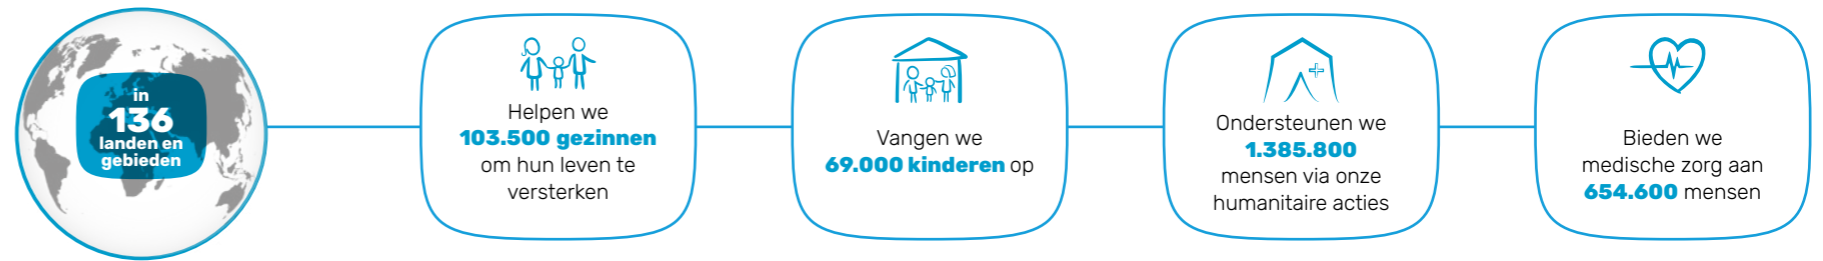 in
136
landen en
gebieden
Helpen we
103.500 gezinnen
om hun leven te
versterken
Vangen we
69.000 kinderen op
Ondersteunen we
1.385.800
mensen via onze
humanitaire acties
Bieden we
medische zorg aan
654.600 mensen